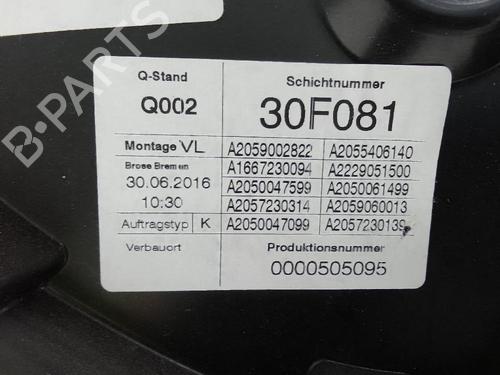 B-PARTS
Q-Stand
Schichtnummer
Q002
30F081
Montage VL
A2059002822 A2055406140
Brose Bremen
A1667230094 A2229051500
30.06.2016
A2050047599 A2050061499
10:30
A2057230314 A2059060013
Auftragstyp K
A2050047099 A2057230139
Verbauort
Produktionsnummer
0000505095